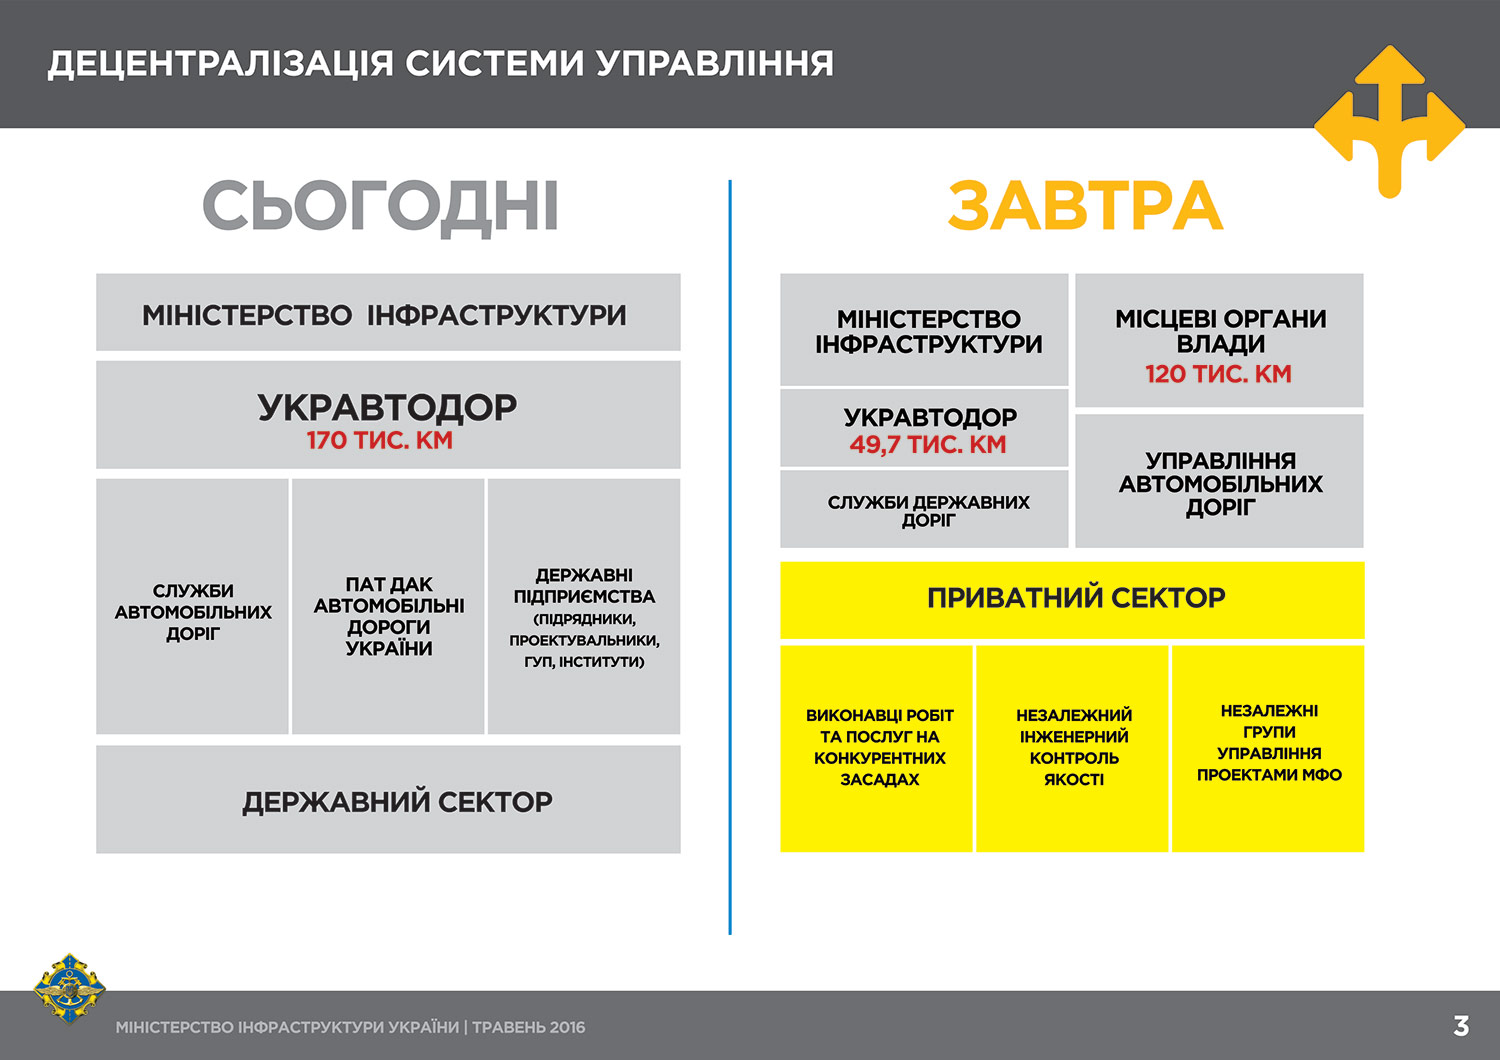 ДЕЦЕНТРАЛІЗАЦІЯ СИСТЕМИ УПРАВЛІННЯ
СЬОГОДНІ
МІНІСТЕРСТВО ІНФРАСТРУКТУРИ
УКРАВТОДОР
170 ТИС. КМ
СЛУЖБИ
АВТОМОБІЛЬНИХ
ДОРІГ
ПАТ ДАК
АВТОМОБІЛЬНІ
ДОРОГИ
УКРАЇНИ
ДЕРЖАВНІ
ПІДПРИЄМСТВА
(ПІДРЯДНИКИ,
ПРОЕКТУВАЛЬНИКИ,
ГУП, ІНСТИТУТИ)
ДЕРЖАВНИЙ СЕКТОР
ЗАВТРА
МІНІСТЕРСТВО
ІНФРАСТРУКТУРИ
УКРАВТОДОР
49,7 ТИС. КМ
СЛУЖБИ ДЕРЖАВНИХ
ДОРІГ
МІСЦЕВІ ОРГАНИ
ВЛАДИ
120 ТИС. КМ
УПРАВЛІННЯ
АВТОМОБІЛЬНИХ
ДОРІГ
ПРИВАТНИЙ СЕКТОР
ВИКОНАВЦІ РОБІТ
ТА ПОСЛУГ НА
КОНКУРЕНТНИХ
ЗАСАДАХ
НЕЗАЛЕЖНИЙ
ІНЖЕНЕРНИЙ
КОНТРОЛЬ
ЯКОСТІ
НЕЗАЛЕЖНІ
ГРУПИ
УПРАВЛІННЯ
ПРОЕКТАМИ МФО
МІНІСТЕРСТВО ІНФРАСТРУКТУРИ УКРАЇНИ | ТРАВЕНЬ 2016
3